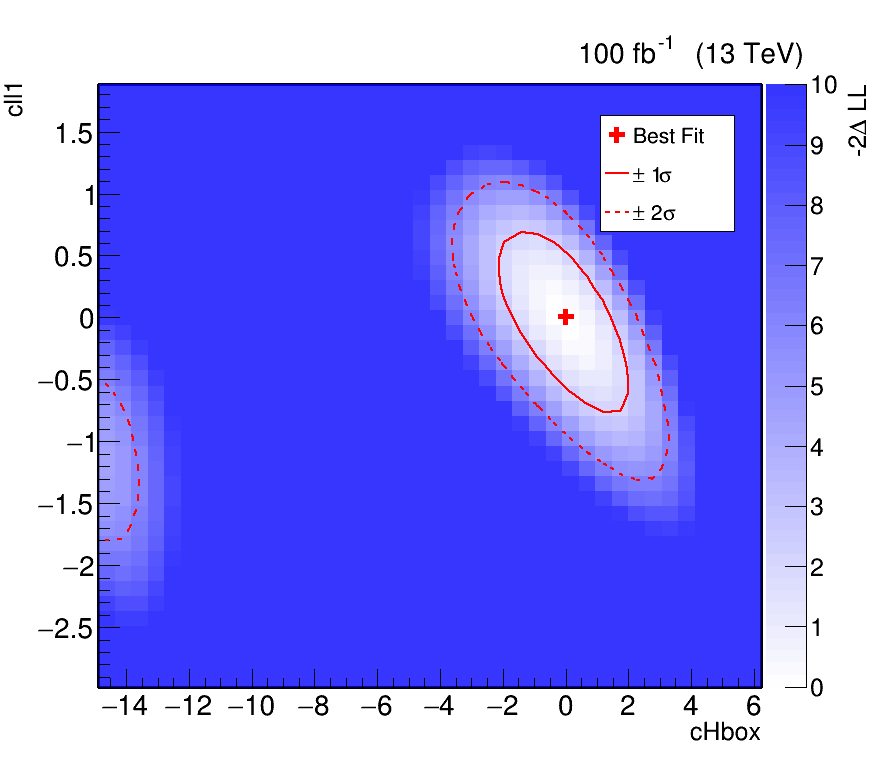 100 fb-1 (13 TeV)
cll1
1.5
1
0.5
0
−0.5
−1
−1.5
−2
−2.5
Best Fit
± 1σ
± 2σ
10
9
8
7
6
5
4
3
2
1
0
-2Δ LL
−14 −12 −10 −8 −6 −4 −2 0 2 4 6
cHbox